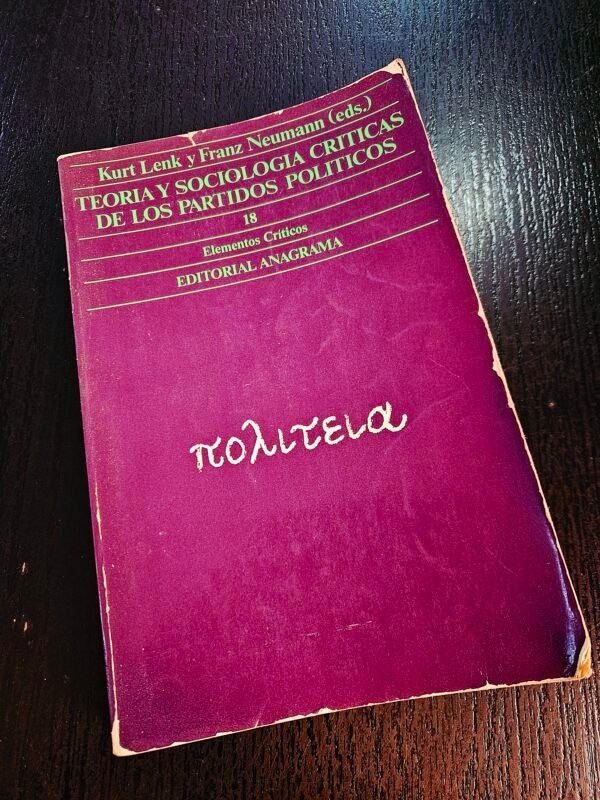 Kurt Lenk y Franz Neumann (eds.)
TEORIA Y SOCIOLOGIA CRITICAS
DE LOS PARTIDOS POLITICOS
18
Elementos Críticos
EDITORIAL ANAGRAMA
πολιτεια